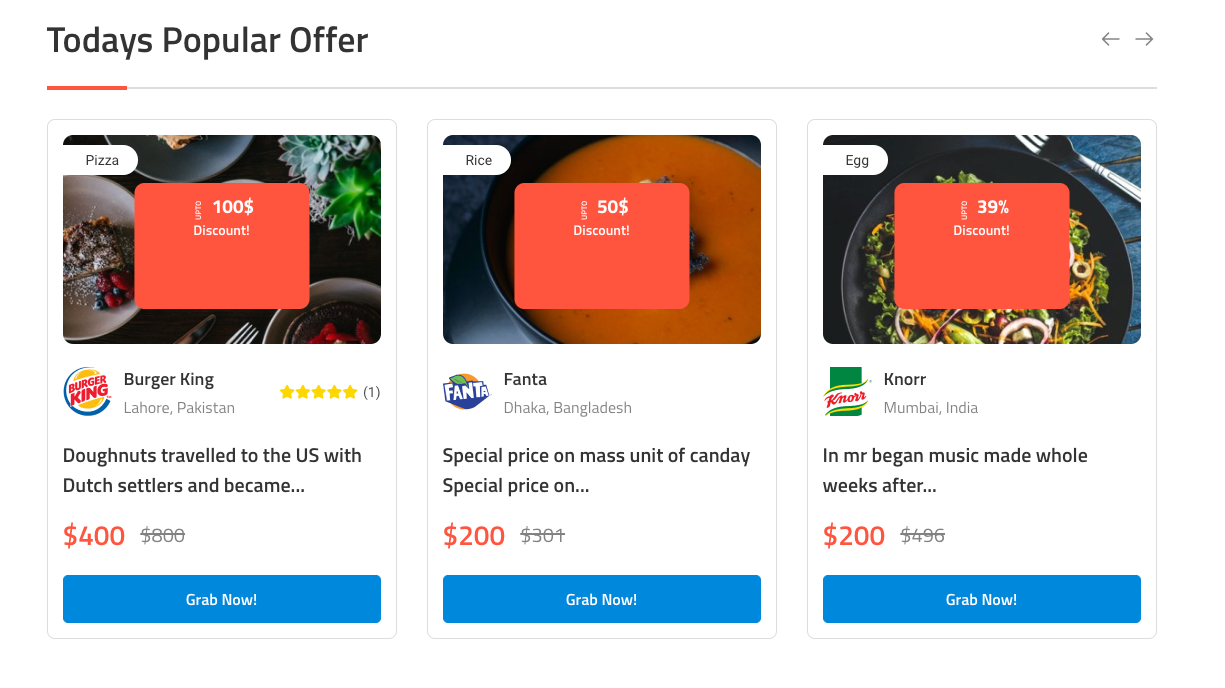 Todays Popular Offer
Pizza
UPTO 100$
Discount!
BURGER KING
Burger King
Lahore, Pakistan
(1)
Doughnuts travelled to the US with
Dutch settlers and became...
$400 $800
Grab Now!
Rice
UPTO 50$
Discount!
FANTA
Fanta
Dhaka, Bangladesh
Special price on mass unit of canday
Special price on...
$200 $301
Grab Now!
Egg
UPTO 39%
Discount!
Knorr
Knorr
Mumbai, India
In mr began music made whole
weeks after...
$200 $496
Grab Now!